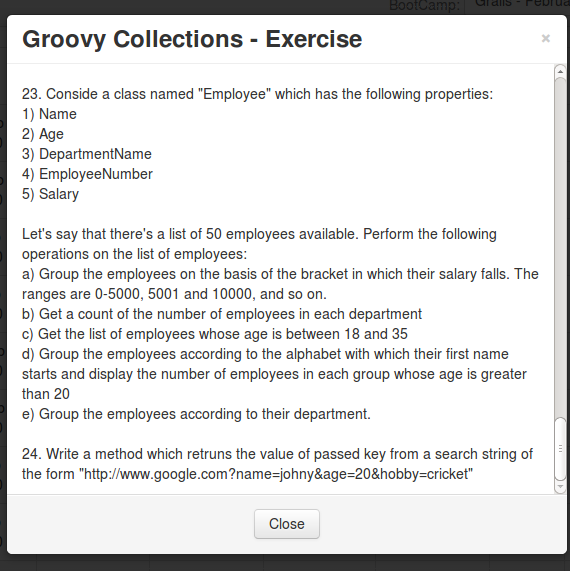 BootCamp:
Grails - Februa
Groovy Collections - Exercise
×
23. Conside a class named "Employee" which has the following properties:
1) Name
2) Age
3) DepartmentName
4) EmployeeNumber
5) Salary
Let's say that there's a list of 50 employees available. Perform the following
operations on the list of employees:
a) Group the employees on the basis of the bracket in which their salary falls. The
ranges are 0-5000, 5001 and 10000, and so on.
b) Get a count of the number of employees in each department
c) Get the list of employees whose age is between 18 and 35
d) Group the employees according to the alphabet with which their first name
starts and display the number of employees in each group whose age is greater
than 20
e) Group the employees according to their department.
24. Write a method which retruns the value of passed key from a search string of
the form "http://www.google.com?name=johny&age=20&hobby=cricket"
Close